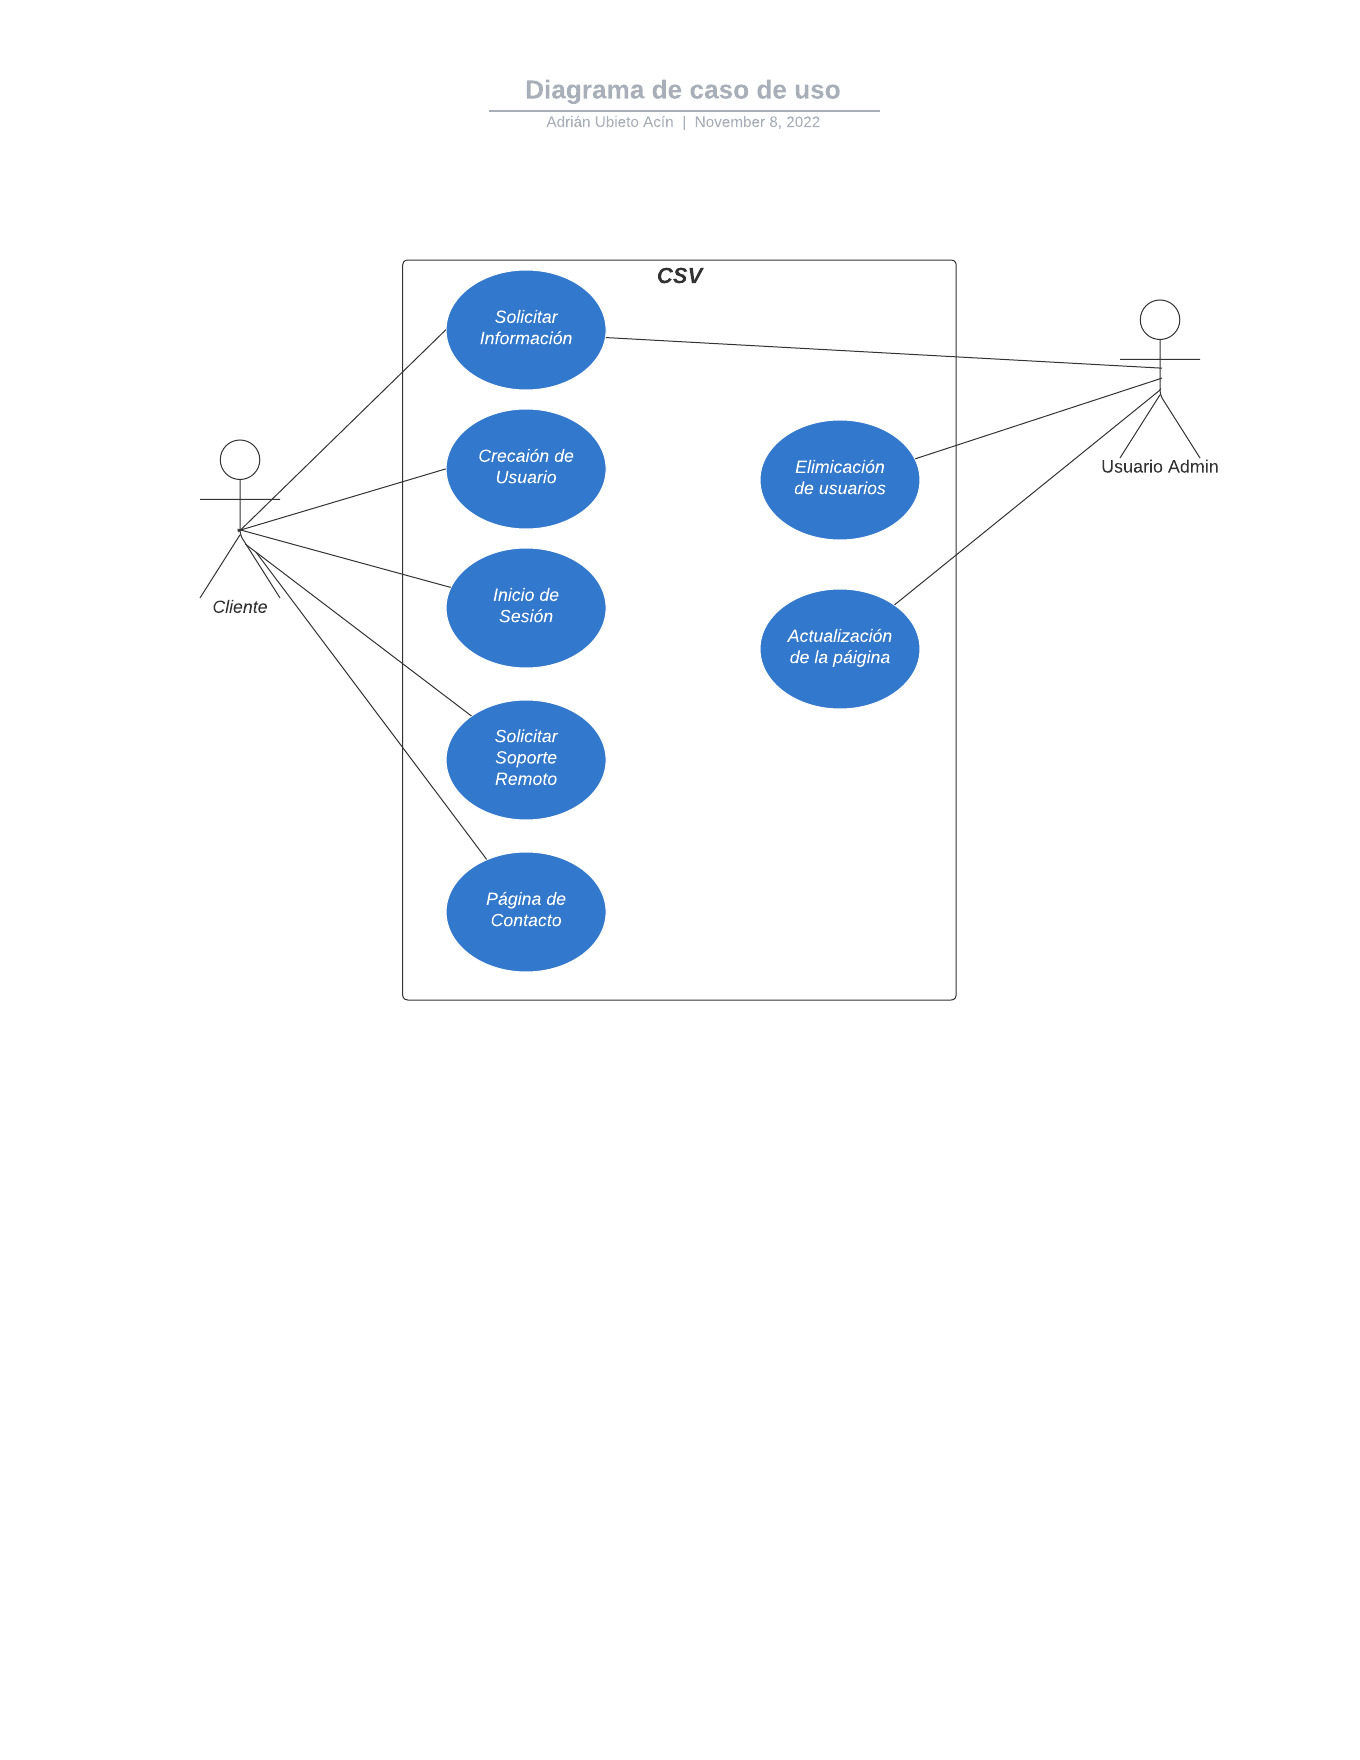 Diagrama de caso de uso
Adrián Ubieto Acín | November 8, 2022
CSV
Solicitar
Información
Crecaión de
Usuario
Inicio de
Sesión
Solicitar
Soporte
Remoto
Página de
Contacto
Elimicación
de usuarios
Actualización
de la páigina
Cliente
Usuario Admin